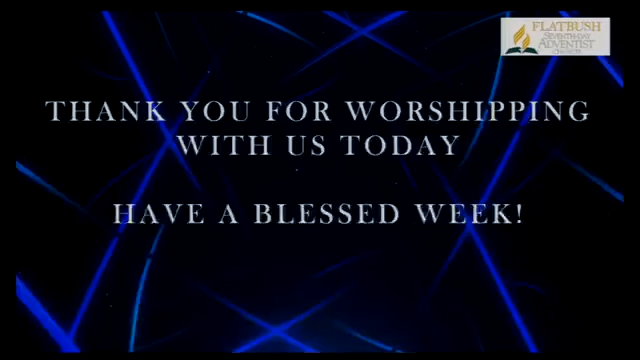 FLATBUSH
SEVENTH-DAY
ADVENTIST
CHURCH
THANK YOU FOR WORSHIPPING
WITH US TODAY
HAVE A BLESSED WEEK!